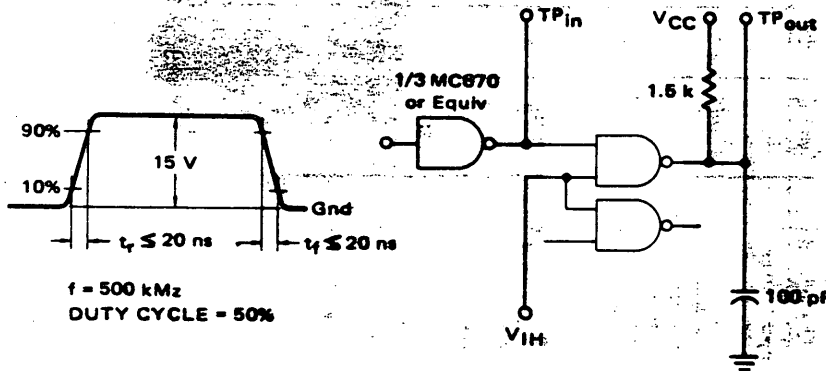 TPin
VCC
TPout
1/3 MC870
or Equiv
1.5 k
90%
15 V
10%
Gnd
tr ≤ 20 ns
tf ≤ 20 ns
f = 500 kMz
DUTY CYCLE = 50%
VIH
100 pF